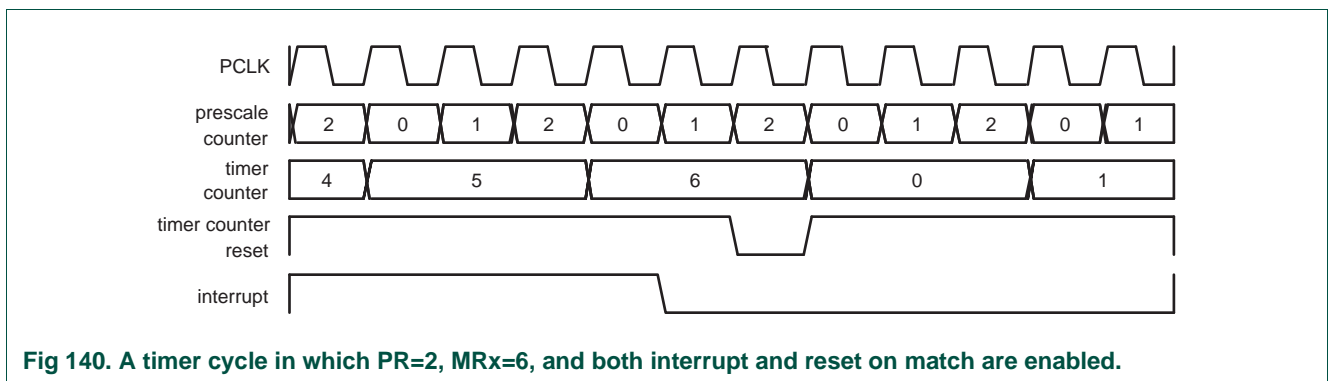 PCLK
prescale
counter
2 0 1 2 0 1 2 0 1 2 0 1
timer
counter
4 5 6 0 1
timer counter
reset
interrupt
Fig 140. A timer cycle in which PR=2, MRx=6, and both interrupt and reset on match are enabled.